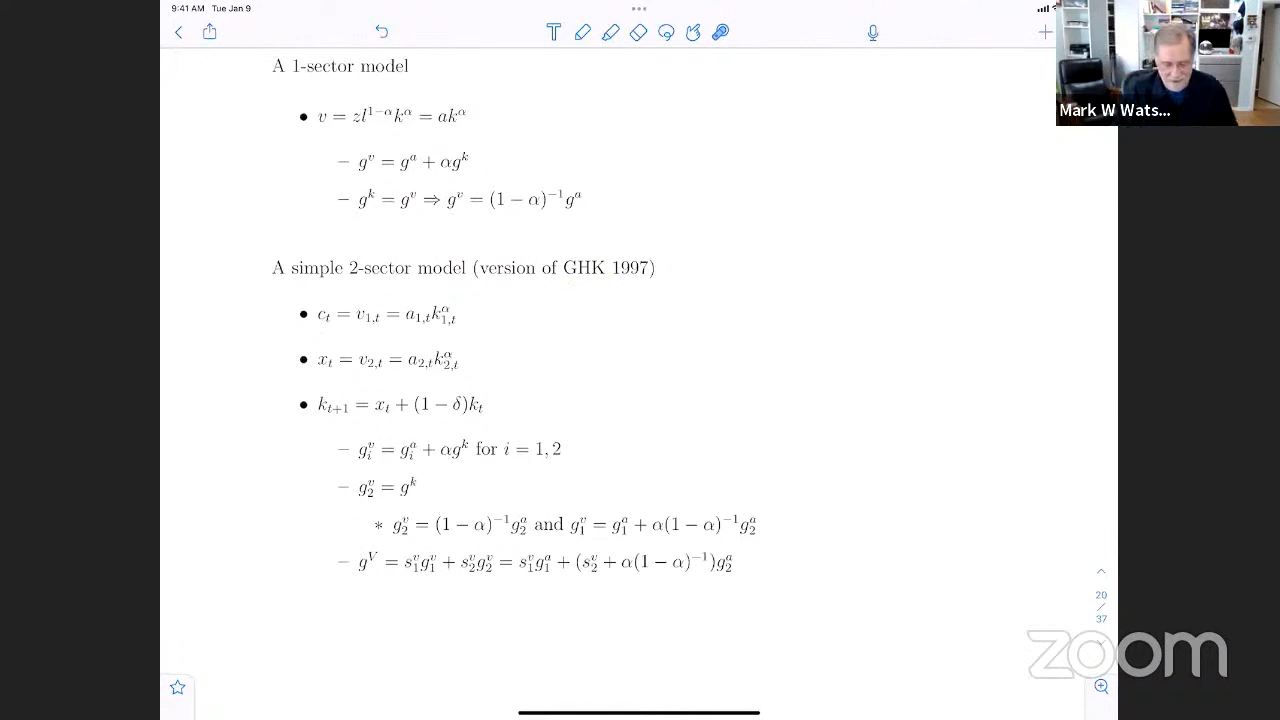 9:41 AM Tue Jan 9
A 1-sector model
• v = zl^{1−α}k^α = ak^α
– g^v = g^a + αg^k
– g^k = g^v ⇒ g^v = (1 − α)^{−1}g^a
A simple 2-sector model (version of GHK 1997)
• c_t = v_{1,t} = a_{1,t}k^α_{1,t}
• x_t = v_{2,t} = a_{2,t}k^α_{2,t}
• k_{t+1} = x_t + (1 − δ)k_t
– g^v_i = g^a_i + αg^k for i = 1, 2
– g^v_2 = g^k
∗ g^v_2 = (1 − α)^{−1}g^a_2 and g^v_1 = g^a_1 + α(1 − α)^{−1}g^a_2
– g^V = s^v_1g^v_1 + s^v_2g^v_2 = s^v_1g^a_1 + (s^v_2 + α(1 − α)^{−1})g^a_2
Mark W Wats...
20
/
37
zoom